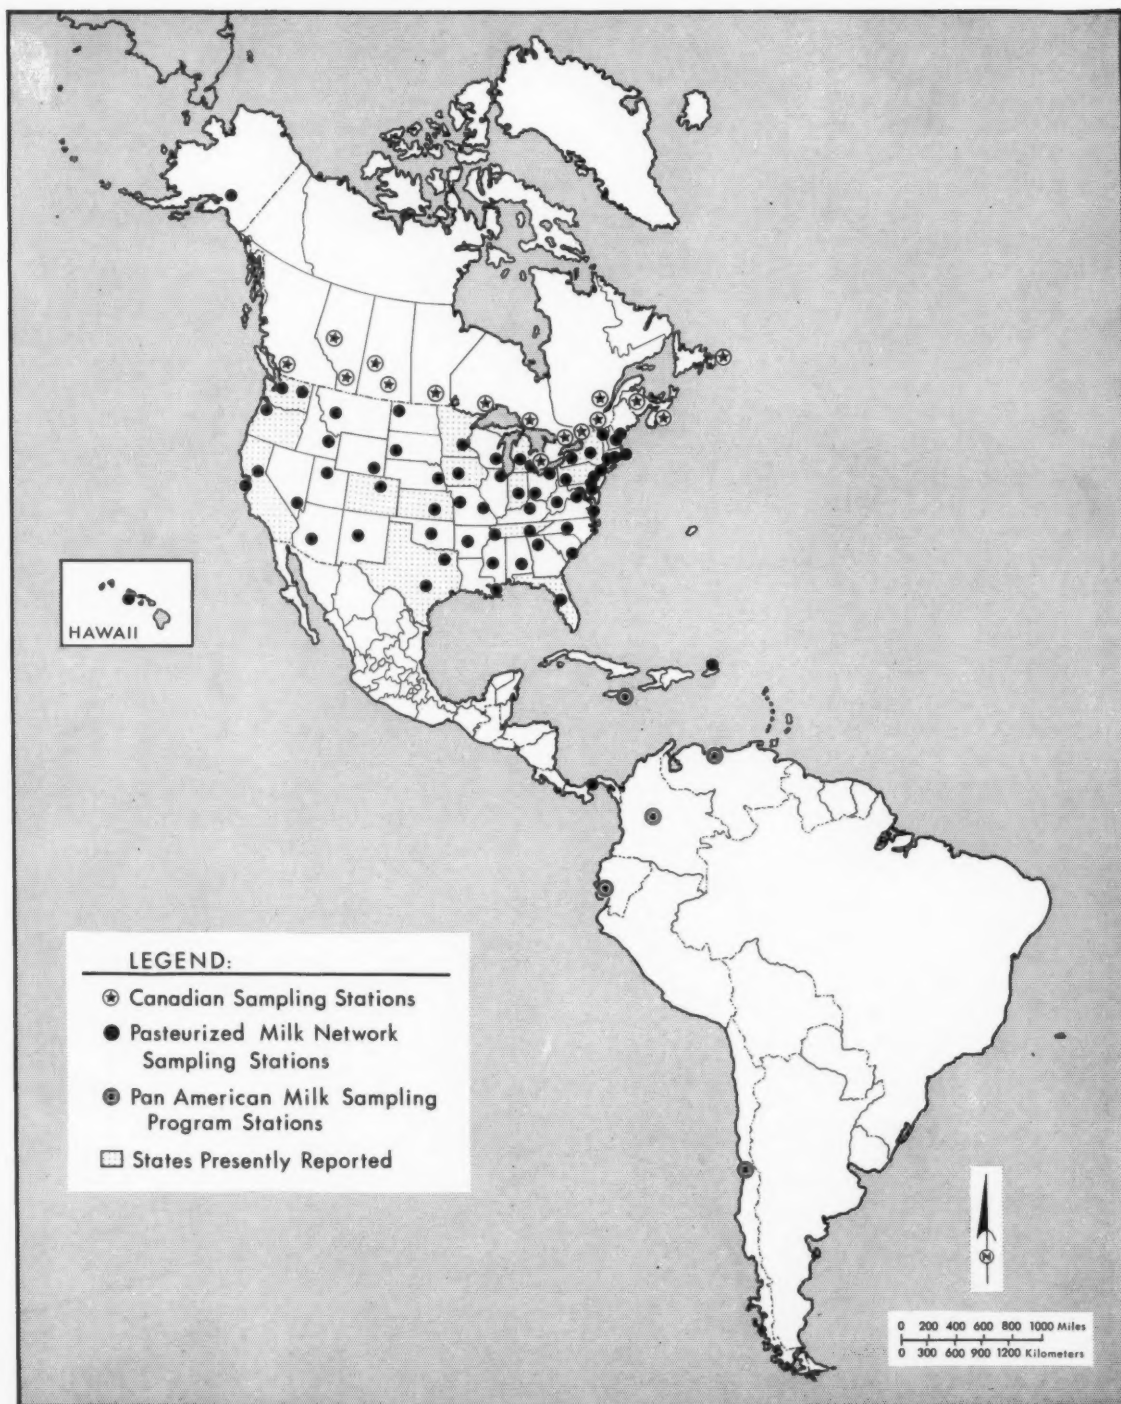 HAWAII
LEGEND:
Canadian Sampling Stations
Pasteurized Milk Network
Sampling Stations
Pan American Milk Sampling
Program Stations
States Presently Reported
N
0 200 400 600 800 1000 Miles
0 300 600 900 1200 Kilometers